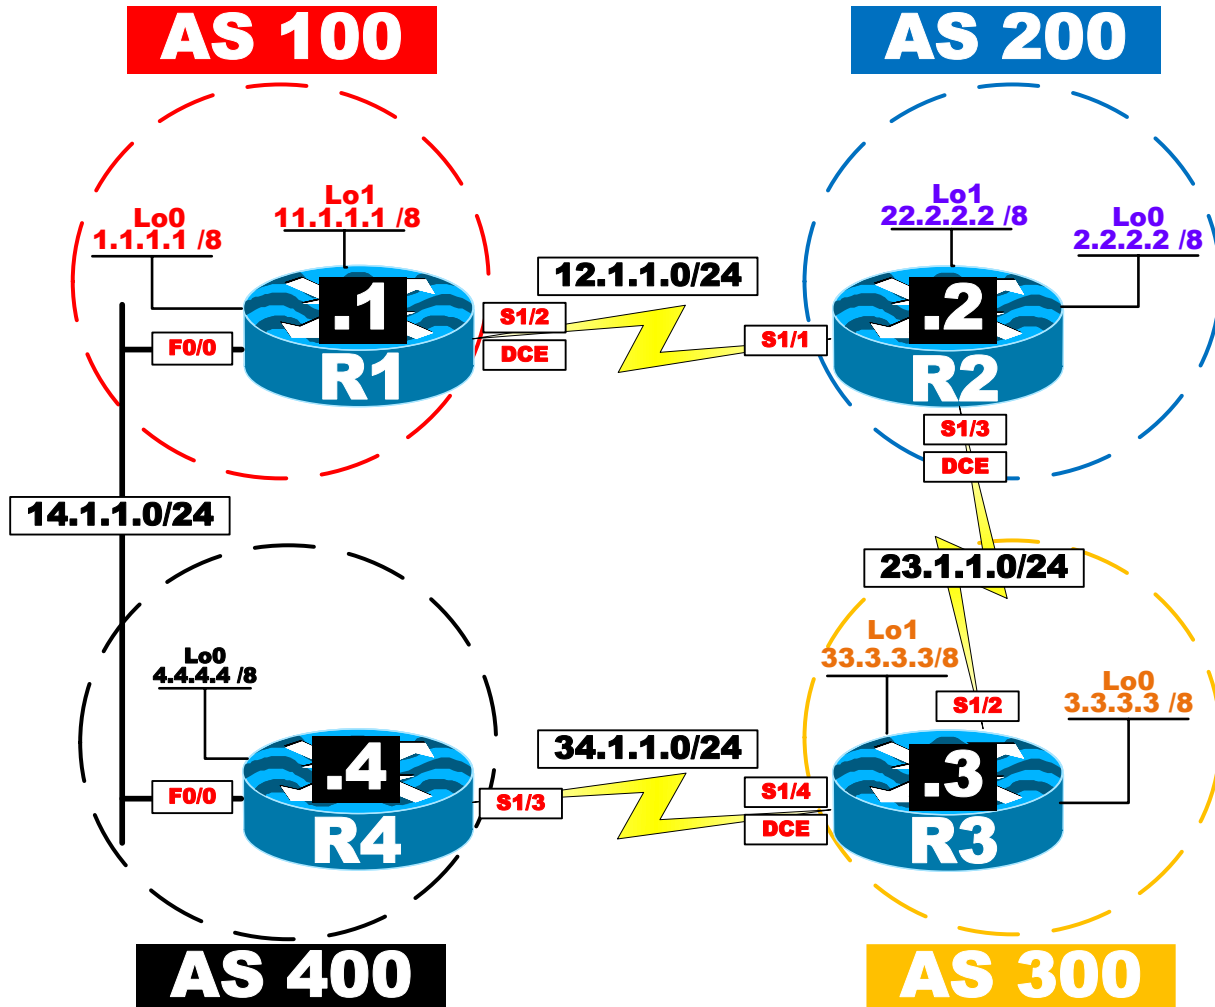 AS 100
AS 200
Lo0
1.1.1.1 /8
Lo1
11.1.1.1 /8
12.1.1.0/24
Lo1
22.2.2.2 /8
Lo0
2.2.2.2 /8
.1
R1
F0/0
S1/2
DCE
S1/1
.2
R2
S1/3
DCE
14.1.1.0/24
23.1.1.0/24
Lo0
4.4.4.4 /8
.4
R4
F0/0
S1/3
34.1.1.0/24
S1/4
DCE
Lo1
33.3.3.3/8
S1/2
Lo0
3.3.3.3 /8
.3
R3
AS 400
AS 300